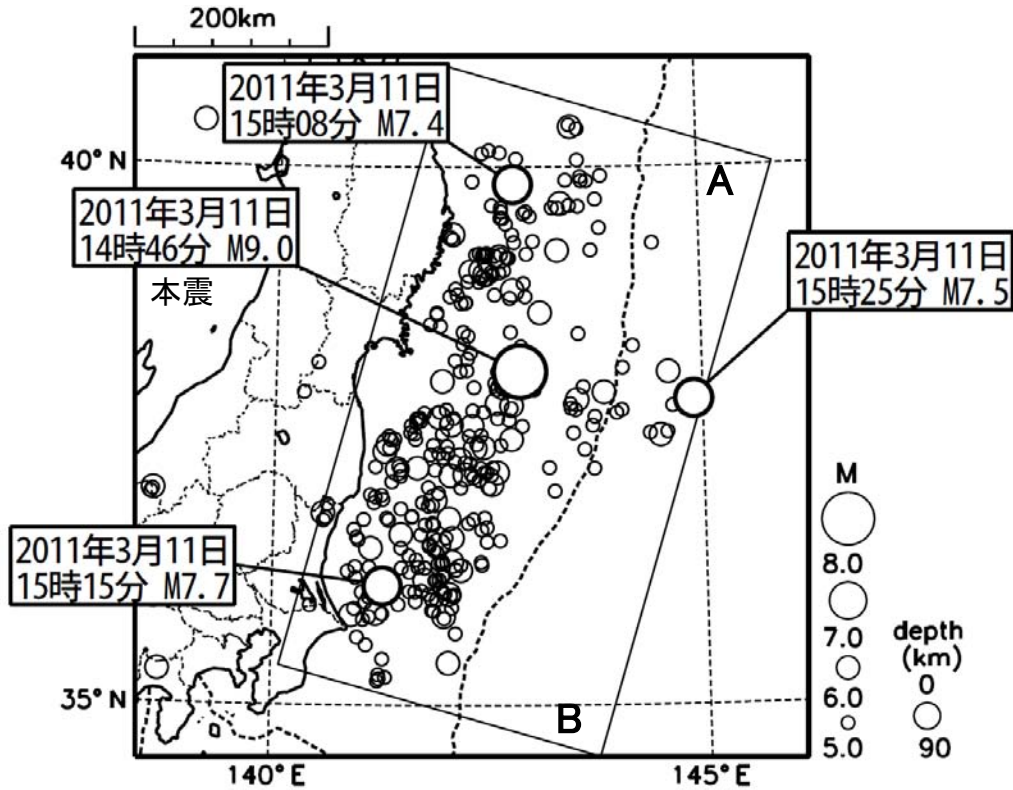 200km
2011年3月11日
15時08分 M7.4
40°N
A
2011年3月11日
14時46分 M9.0
本震
2011年3月11日
15時25分 M7.5
2011年3月11日
15時15分 M7.7
35°N
B
140°E
145°E
M
8.0
7.0
6.0
5.0
depth
(km)
0
90